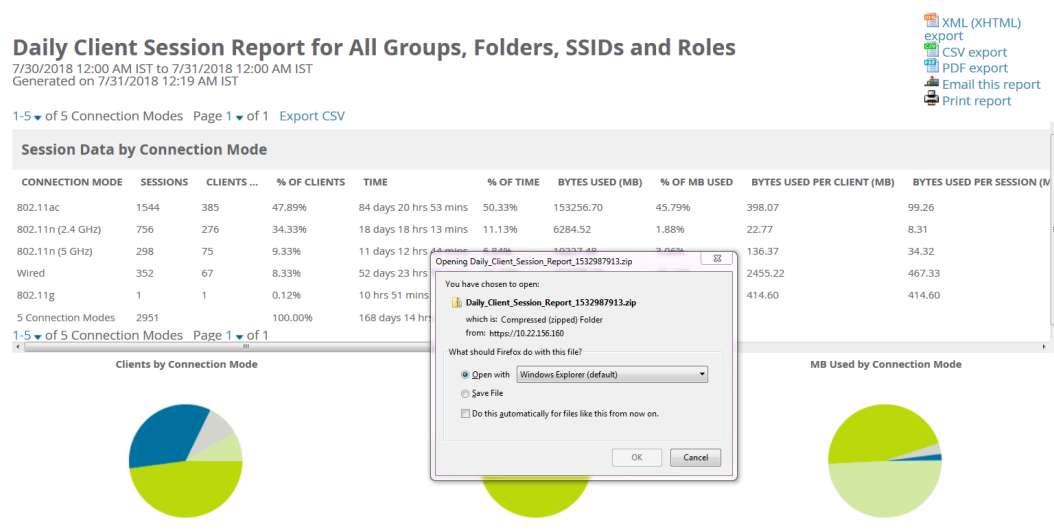 XML (XHTML)
export
CSV export
PDF export
Email this report
Print report
Daily Client Session Report for All Groups, Folders, SSIDs and Roles
7/30/2018 12:00 AM IST to 7/31/2018 12:00 AM IST
Generated on 7/31/2018 12:19 AM IST
1-5 of 5 Connection Modes Page 1 of 1 Export CSV
Session Data by Connection Mode
CONNECTION MODE SESSIONS CLIENTS ... % OF CLIENTS TIME % OF TIME BYTES USED (MB) % OF MB USED BYTES USED PER CLIENT (MB) BYTES USED PER SESSION (M
802.11ac 1544 385 47.89% 84 days 20 hrs 53 mins 50.33% 153256.70 45.79% 398.07 99.26
802.11n (2.4 GHz) 756 276 34.33% 18 days 18 hrs 13 mins 11.13% 6284.52 1.88% 22.77 8.31
802.11n (5 GHz) 298 75 9.33% 11 days 12 hrs 44 mins 6.84% 10227.48 3.06% 136.37 34.32
Wired 352 67 8.33% 52 days 23 hrs 2455.22 467.33
802.11g 1 1 0.12% 10 hrs 51 mins 414.60 414.60
5 Connection Modes 2951 100.00% 168 days 14 hrs
1-5 of 5 Connection Modes Page 1 of 1
Opening Daily_Client_Session_Report_1532987913.zip
You have chosen to open:
Daily_Client_Session_Report_1532987913.zip
which is: Compressed (zipped) Folder
from: https://10.22.156.160
What should Firefox do with this file?
Open with Windows Explorer (default)
Save File
Do this automatically for files like this from now on.
OK Cancel
Clients by Connection Mode
MB Used by Connection Mode